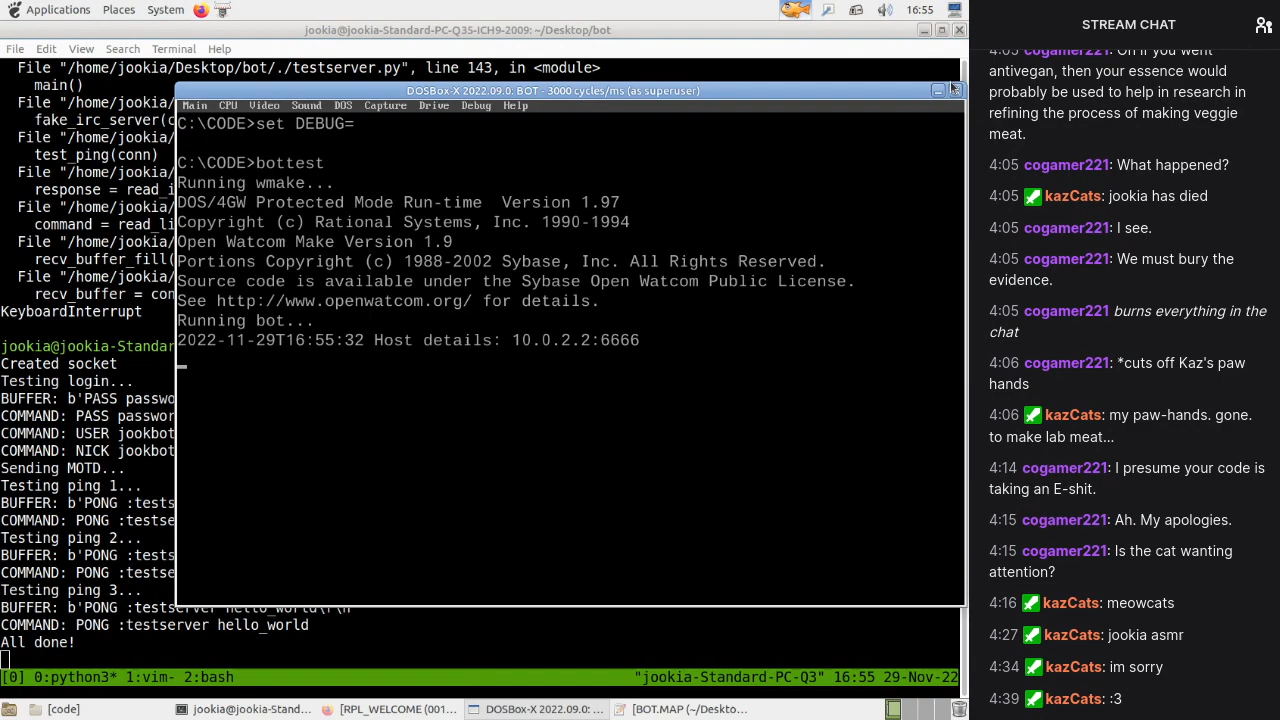 Applications Places System 16:55
jookia@jookia-Standard-PC-Q35-ICH9-2009: ~/Desktop/bot
File Edit View Search Terminal Help
File "/home/jookia/Desktop/bot/./testserver.py", line 143, in <module>
main()
File "/home/jookia/Desktop/bot/
fake_irc_server(c
File "/home/jookia/Desktop/bot/
test_ping(conn)
File "/home/jookia/
response = read_i
File "/home/jookia/
command = read_li
File "/home/jookia/
recv_buffer_fill(
File "/home/jookia/
recv_buffer = con
KeyboardInterrupt
jookia@jookia-Standar
Created socket
Testing login...
BUFFER: b'PASS passwo
COMMAND: PASS passwor
COMMAND: USER jookbot
COMMAND: NICK jookbot
Sending MOTD...
Testing ping 1...
BUFFER: b'PONG :tests
COMMAND: PONG :testse
Testing ping 2...
BUFFER: b'PONG :tests
COMMAND: PONG :testse
Testing ping 3...
BUFFER: b'PONG :testserver hello_world\r\n
COMMAND: PONG :testserver hello_world
All done!
[0] 0:python3* 1:vim- 2:bash "jookia-Standard-PC-Q3" 16:55 29-Nov-22
DOSBox-X 2022.09.0: BOT - 3000 cycles/ms (as superuser)
Main CPU Video Sound DOS Capture Drive Debug Help
C:\CODE>set DEBUG=
C:\CODE>bottest
Running wmake...
DOS/4GW Protected Mode Run-time Version 1.97
Copyright (c) Rational Systems, Inc. 1990-1994
Open Watcom Make Version 1.9
Portions Copyright (c) 1988-2002 Sybase, Inc. All Rights Reserved.
Source code is available under the Sybase Open Watcom Public License.
See http://www.openwatcom.org/ for details.
Running bot...
2022-11-29T16:55:32 Host details: 10.0.2.2:6666
[code] jookia@jookia-Stand... RPL_WELCOME (001... DOSBox-X 2022.09.0: ... [BOT.MAP (~/Deskto...
STREAM CHAT
4:05 cogamer221: Oh if you went
antivegan, then your essence would
probably be used to help in research in
refining the process of making veggie
meat.
4:05 cogamer221: What happened?
4:05 kazCats: jookia has died
4:05 cogamer221: I see.
4:05 cogamer221: We must bury the
evidence.
4:05 cogamer221 burns everything in the
chat
4:06 cogamer221: *cuts off Kaz's paw
hands
4:06 kazCats: my paw-hands. gone.
to make lab meat...
4:14 cogamer221: I presume your code is
taking an E-shit.
4:15 cogamer221: Ah. My apologies.
4:15 cogamer221: Is the cat wanting
attention?
4:16 kazCats: meowcats
4:27 kazCats: jookia asmr
4:34 kazCats: im sorry
4:39 kazCats: :3